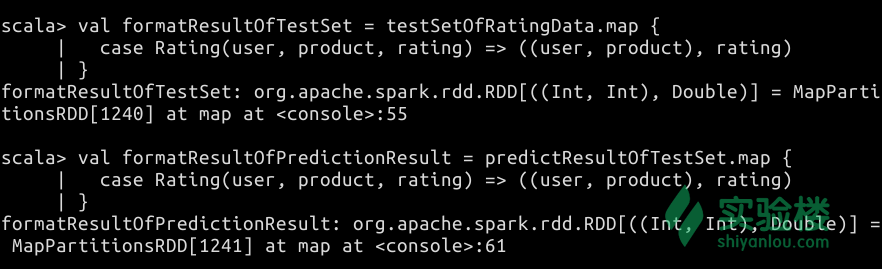 scala> val formatResultOfTestSet = testSetOfRatingData.map {
     |   case Rating(user, product, rating) => ((user, product), rating)
     | }
formatResultOfTestSet: org.apache.spark.rdd.RDD[((Int, Int), Double)] = MapParti
tionsRDD[1240] at map at <console>:55
scala> val formatResultOfPredictionResult = predictResultOfTestSet.map {
     |   case Rating(user, product, rating) => ((user, product), rating)
     | }
formatResultOfPredictionResult: org.apache.spark.rdd.RDD[((Int, Int), Double)] =
 MapPartitionsRDD[1241] at map at <console>:61
实验楼
shiyanlou.com